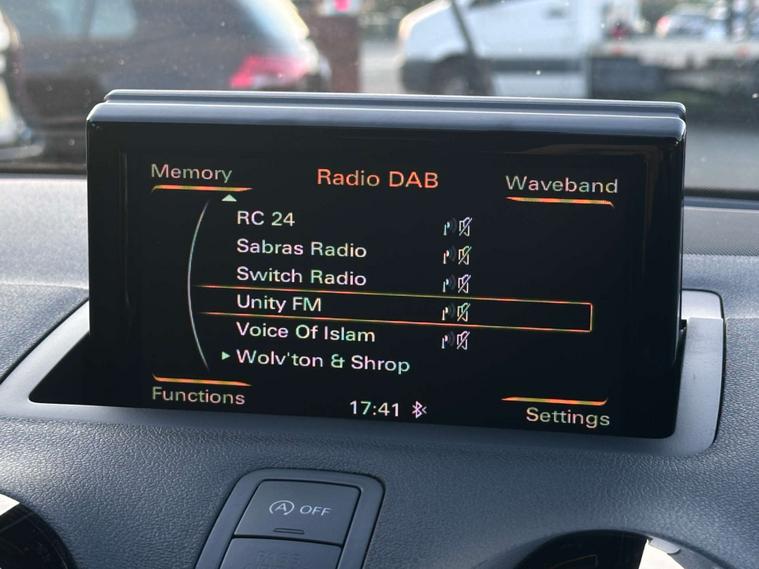 Memory
Radio DAB
Waveband
RC 24
Sabras Radio
Switch Radio
Unity FM
Voice Of Islam
Wolv'ton & Shrop
Functions
17:41
Settings
A OFF